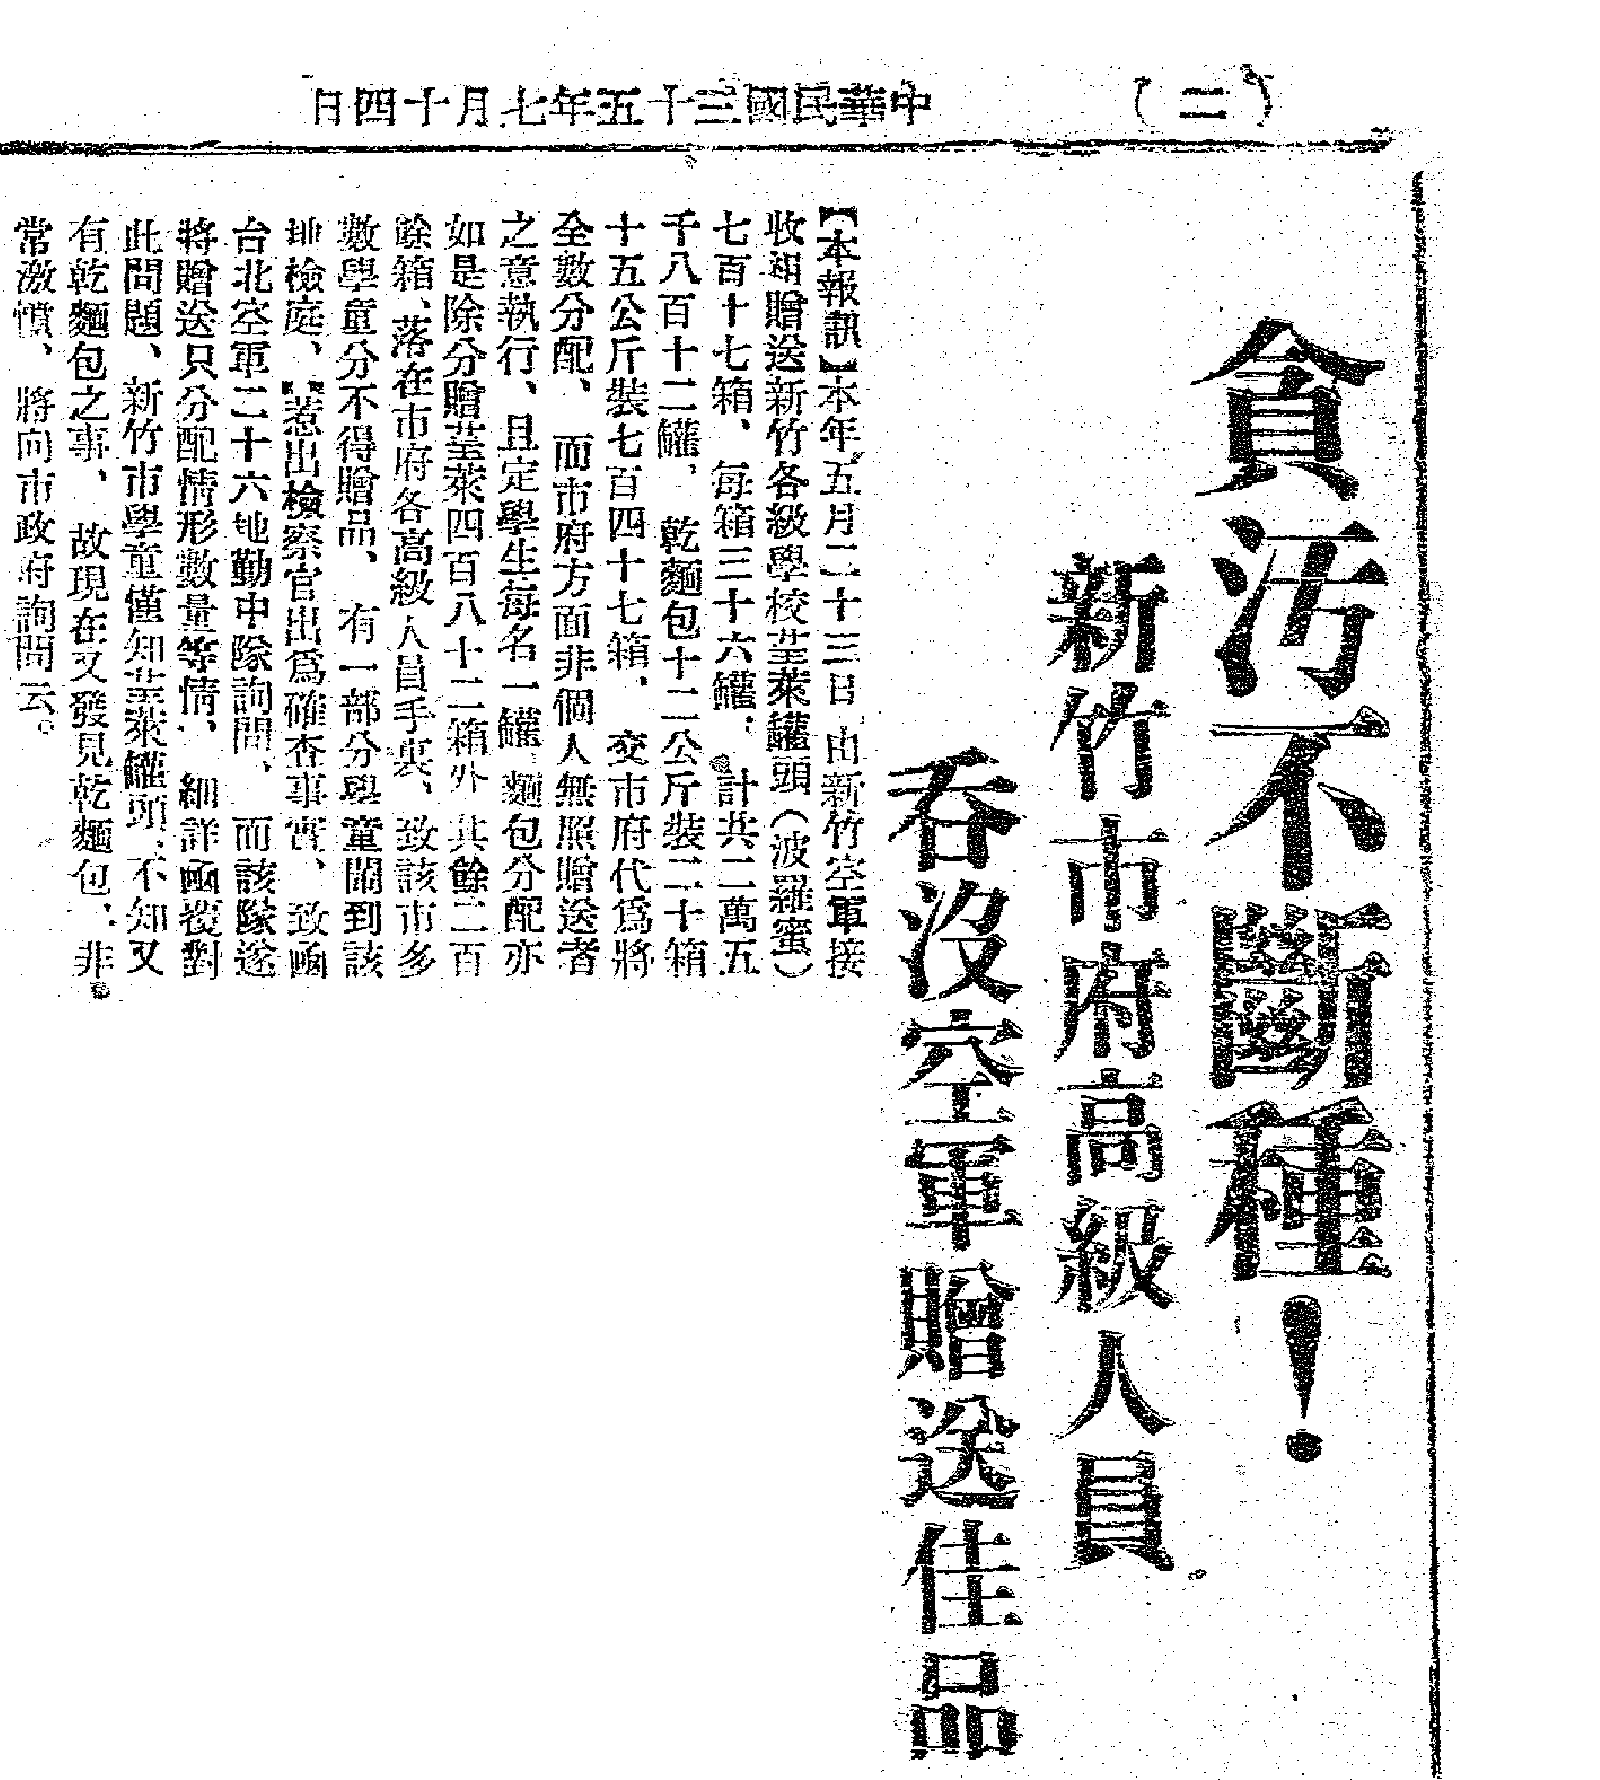 (二)
中華民國三十五年七月十四日
貪汚不斷種！
新竹市府高級人員
吞沒空軍贈送佳品
【本報訊】本年五月二十三日由新竹空軍接
收組贈送新竹各級學校荎萊罐頭（波羅蜜）
七百十七箱、每箱三十六罐、計共二萬五
千八百十二罐、乾麵包十二公斤裝二十箱
十五公斤裝七百四十七箱、交市府代爲將
全數分配、而市府方面非個人無照贈送者
之意執行、且定學生每名一罐、麵包分配亦
如是除分贈荎萊四百八十二箱外、其餘二百
餘箱、落在市府各高級人員手裏、致該市多
數學童分不得贈品、有一部分學童閙到該
地檢庭、惹出檢察官出爲確查事實、致函
台北空軍二十六地勤中隊詢問、而該隊遂
將贈送只分配情形數量等情、細詳函複對
此問題、新竹市學童僅知荎萊罐頭、不知又
有乾麵包之事、故現在又發見乾麵包、非
常激憤、將向市政府詢問云。